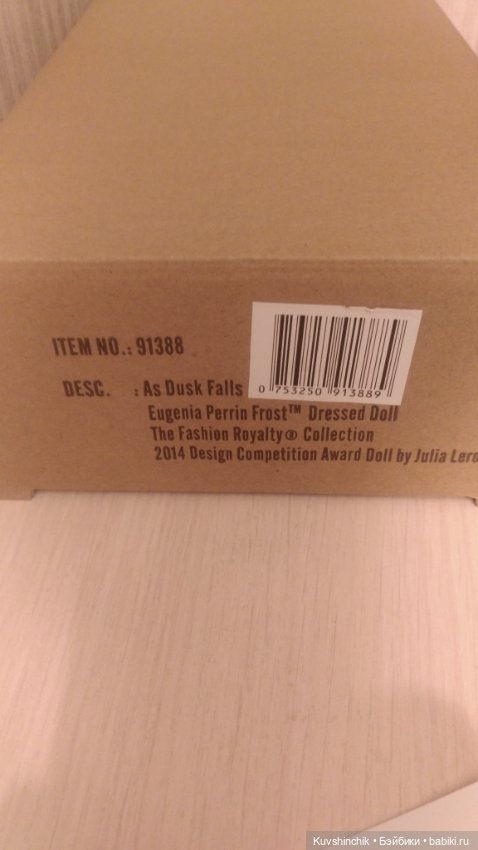 ITEM NO.: 91388
DESC. : As Dusk Falls
0 753250 913889
Eugenia Perrin Frost™ Dressed Doll
The Fashion Royalty® Collection
2014 Design Competition Award Doll by Julia
Kuvshinchik • Бэйбики • babiki.ru